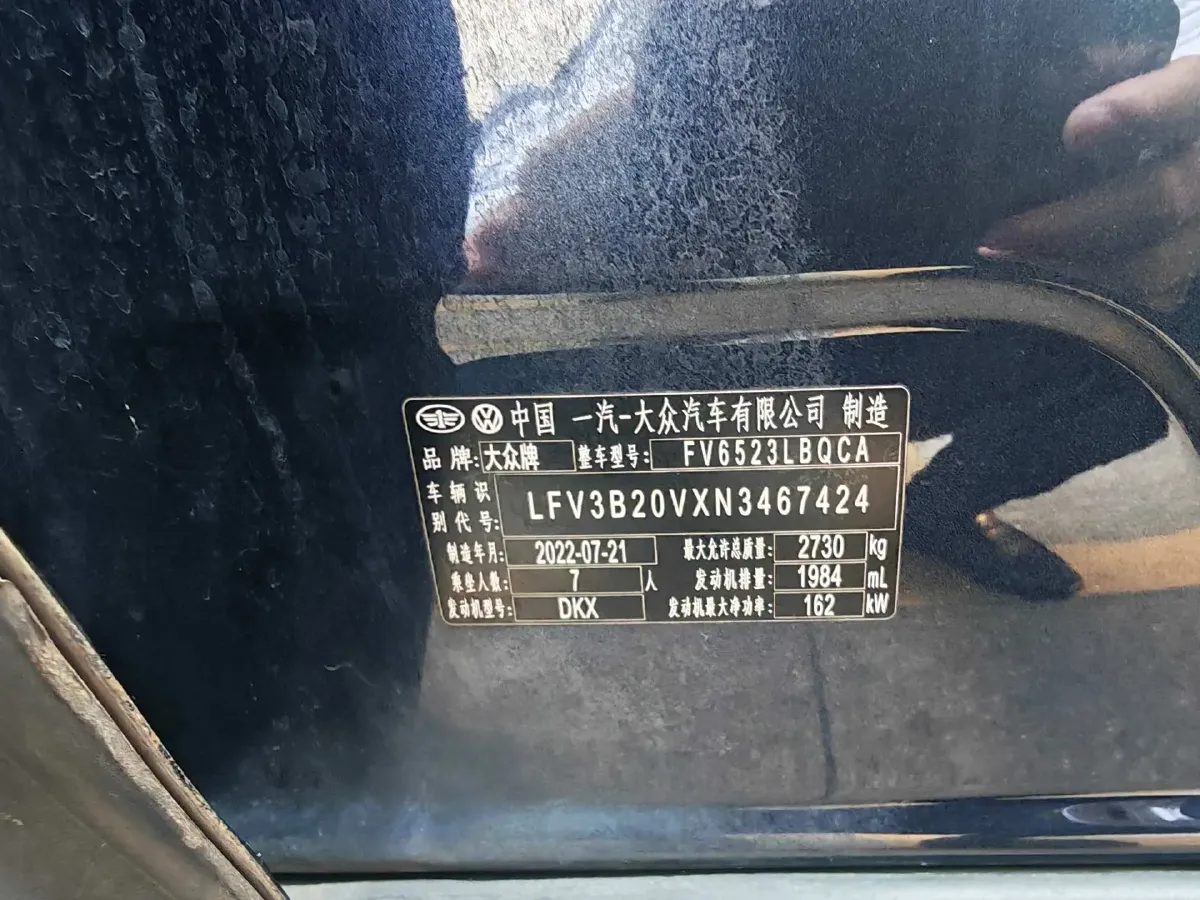 中国 一汽-大众汽车有限公司 制造
品牌: 大众牌 整车型号: FV6523LBQCA
车辆识别代号: LFV3B20VXN3467424
制造年月: 2022-07-21 最大允许总质量: 2730 kg
乘坐人数: 7 人 发动机排量: 1984 mL
发动机型号: DKX 发动机最大净功率: 162 kW